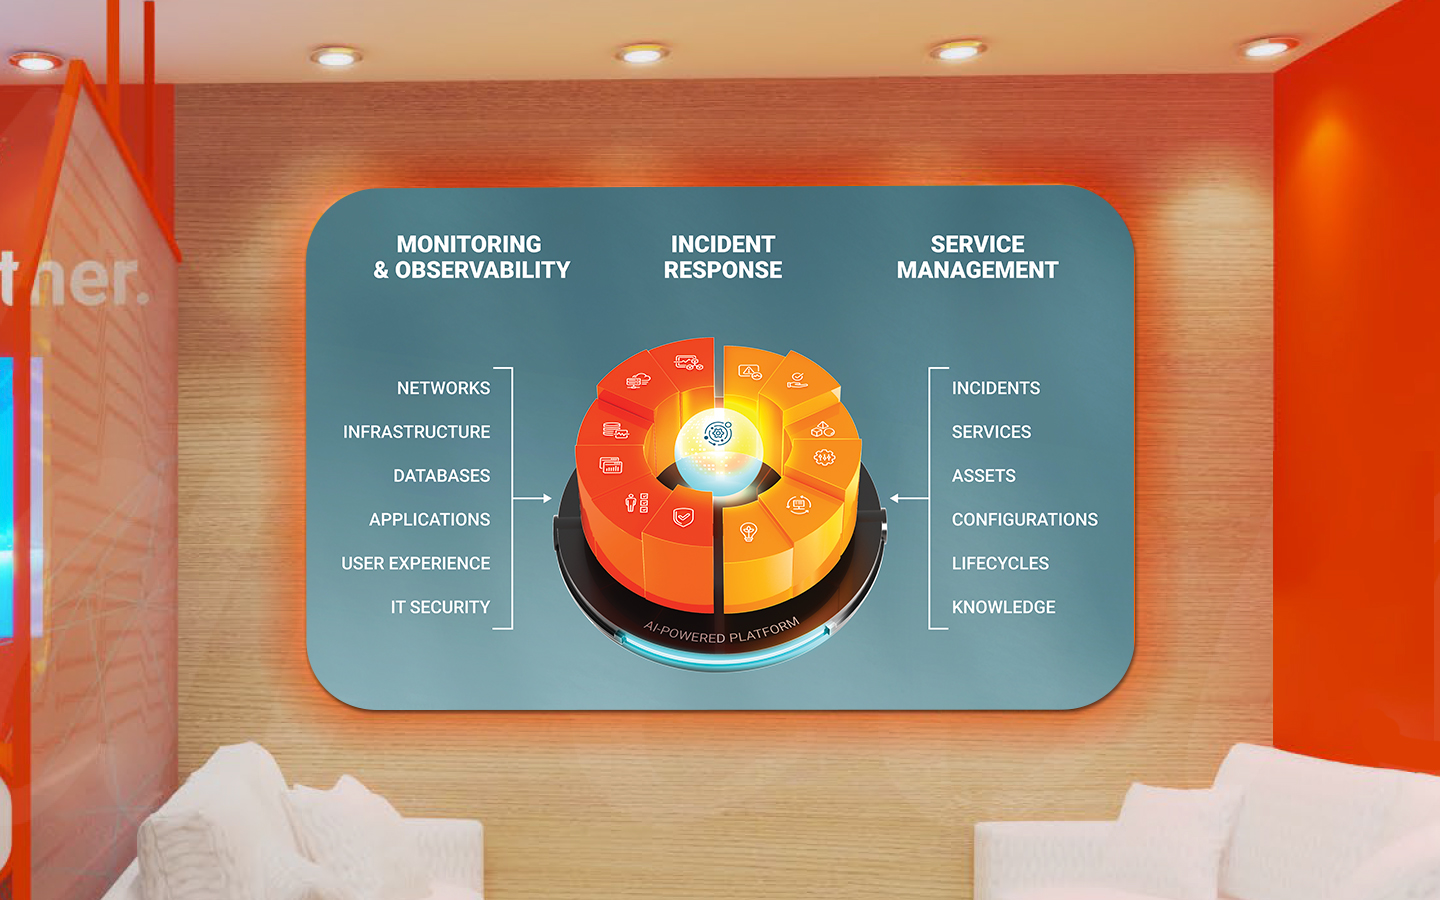 MONITORING
& OBSERVABILITY
INCIDENT
RESPONSE
SERVICE
MANAGEMENT
NETWORKS
INFRASTRUCTURE
DATABASES
APPLICATIONS
USER EXPERIENCE
IT SECURITY
INCIDENTS
SERVICES
ASSETS
CONFIGURATIONS
LIFECYCLES
KNOWLEDGE
AI-POWERED PLATFORM
tner.